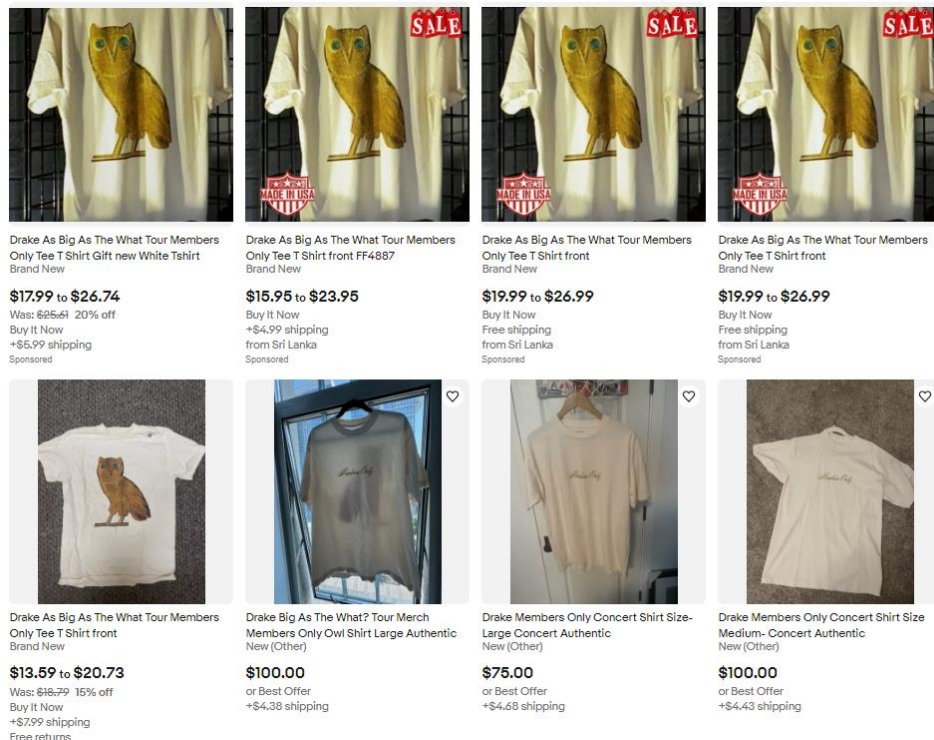 SALE
SALE
SALE
MADE IN USA
MADE IN USA
MADE IN USA
Drake As Big As The What Tour Members
Only Tee T Shirt Gift new White Tshirt
Brand New
$17.99 to $26.74
Was: $25.61 20% off
Buy It Now
+$5.99 shipping
Sponsored
Drake As Big As The What Tour Members
Only Tee T Shirt front FF4887
Brand New
$15.95 to $23.95
Buy It Now
+$4.99 shipping
from Sri Lanka
Sponsored
Drake As Big As The What Tour Members
Only Tee T Shirt front
Brand New
$19.99 to $26.99
Buy It Now
Free shipping
from Sri Lanka
Sponsored
Drake As Big As The What Tour Members
Only Tee T Shirt front
Brand New
$19.99 to $26.99
Buy It Now
Free shipping
from Sri Lanka
Sponsored
Members Only
Members Only
Members Only
Drake As Big As The What Tour Members
Only Tee T Shirt front
Brand New
$13.59 to $20.73
Was: $18.79 15% off
Buy It Now
+$7.99 shipping
Free returns
Drake Big As The What? Tour Merch
Members Only Owl Shirt Large Authentic
New (Other)
$100.00
or Best Offer
+$4.38 shipping
Drake Members Only Concert Shirt Size-
Large Concert Authentic
New (Other)
$75.00
or Best Offer
+$4.68 shipping
Drake Members Only Concert Shirt Size
Medium- Concert Authentic
New (Other)
$100.00
or Best Offer
+$4.43 shipping